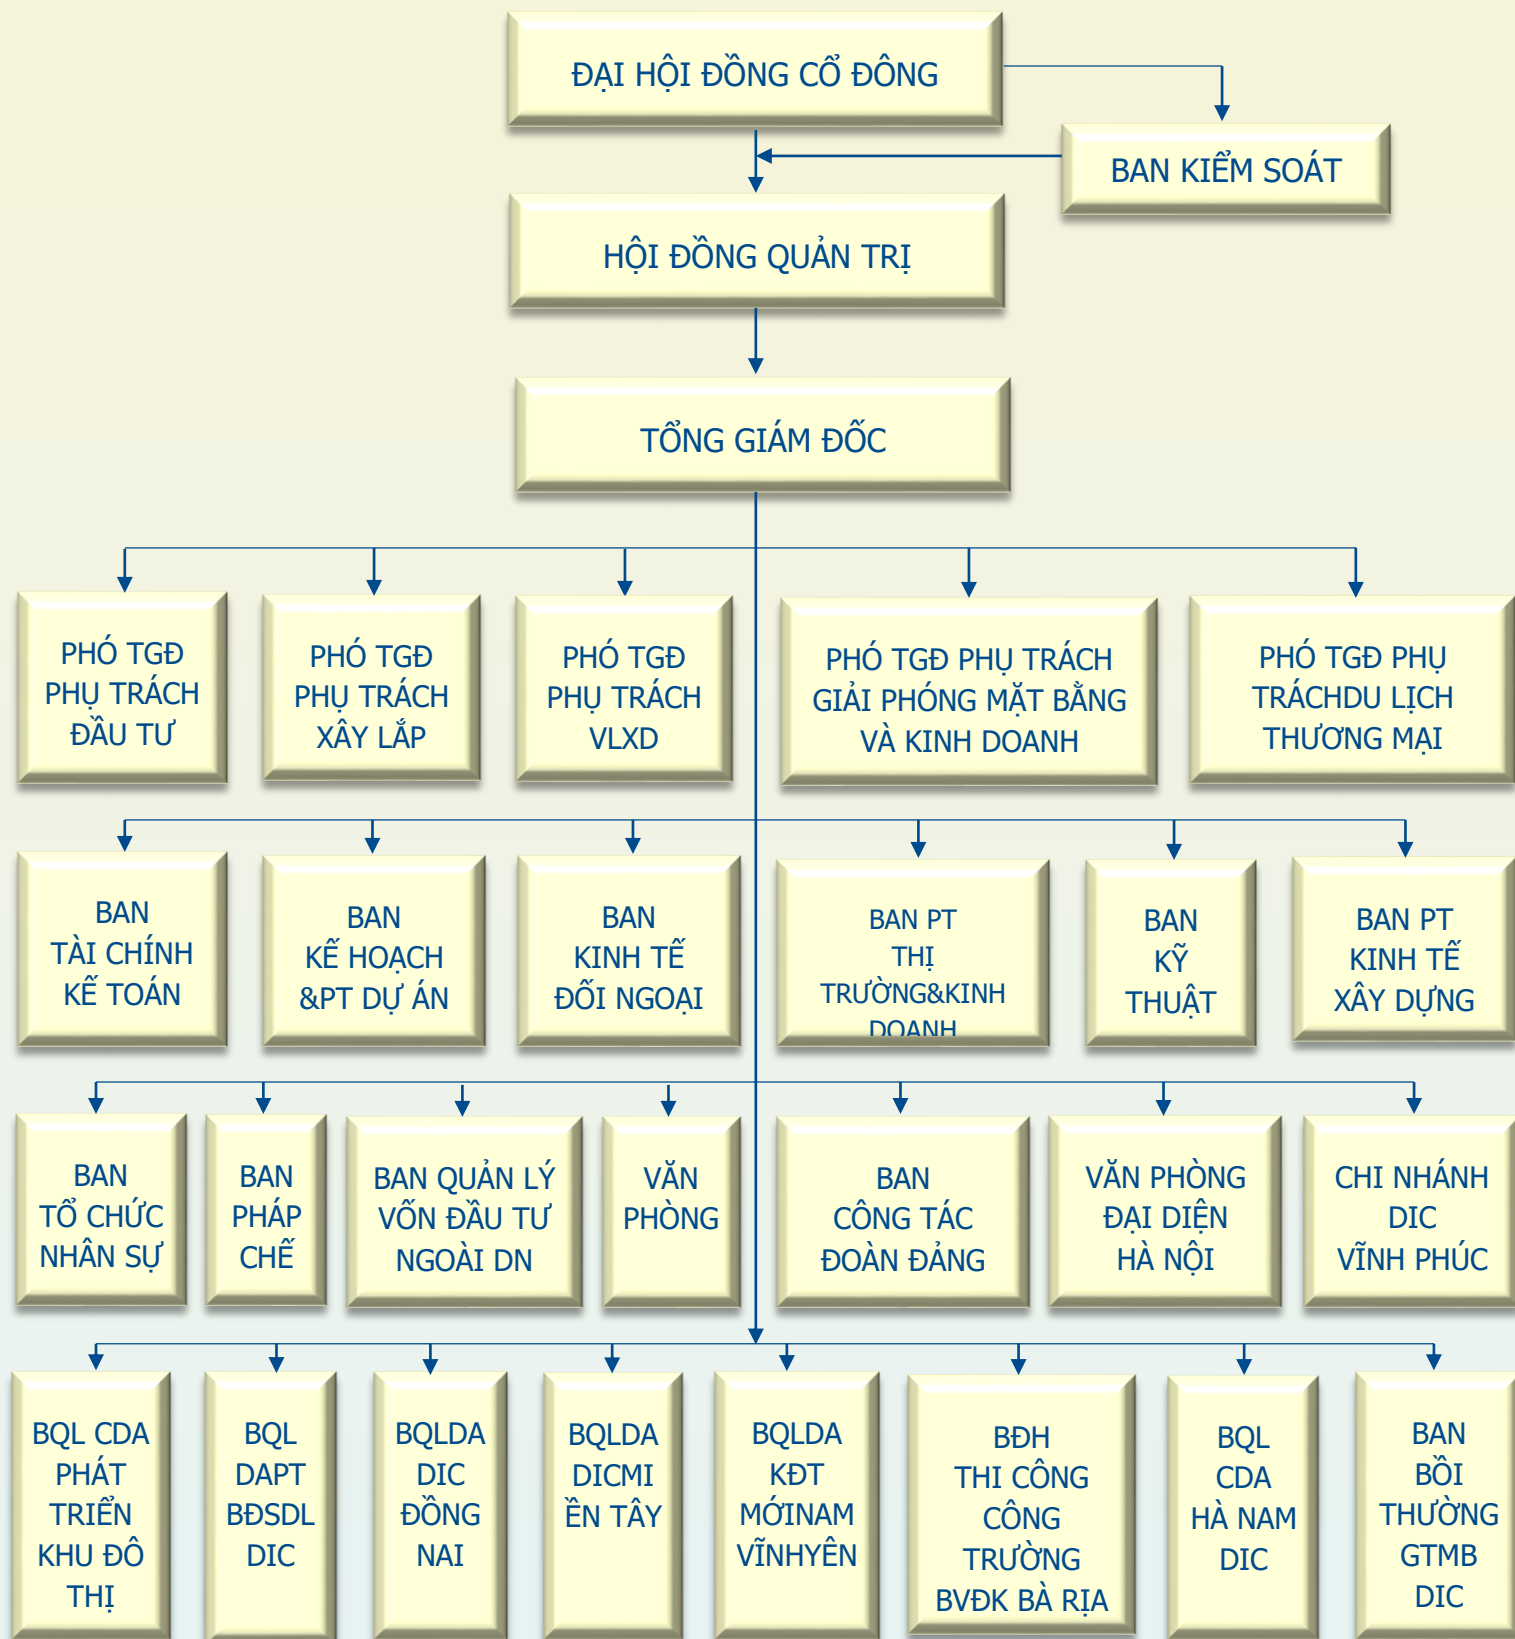 ĐẠI HỘI ĐỒNG CỔ ĐÔNG
BAN KIỂM SOÁT
HỘI ĐỒNG QUẢN TRỊ
TỔNG GIÁM ĐỐC
PHÓ TGĐ
PHỤ TRÁCH
ĐẦU TƯ
PHÓ TGĐ
PHỤ TRÁCH
XÂY LẮP
PHÓ TGĐ
PHỤ TRÁCH
VLXD
PHÓ TGĐ PHỤ TRÁCH
GIẢI PHÓNG MẶT BẰNG
VÀ KINH DOANH
PHÓ TGĐ PHỤ
TRÁCHDU LỊCH
THƯƠNG MẠI
BAN
TÀI CHÍNH
KẾ TOÁN
BAN
KẾ HOẠCH
&PT DỰ ÁN
BAN
KINH TẾ
ĐỐI NGOẠI
BAN PT
THỊ
TRƯỜNG&KINH
DOANH
BAN
KỸ
THUẬT
BAN PT
KINH TẾ
XÂY DỰNG
BAN
TỔ CHỨC
NHÂN SỰ
BAN
PHÁP
CHẾ
BAN QUẢN LÝ
VỐN ĐẦU TƯ
NGOÀI DN
VĂN
PHÒNG
BAN
CÔNG TÁC
ĐOÀN ĐẢNG
VĂN PHÒNG
ĐẠI DIỆN
HÀ NỘI
CHI NHÁNH
DIC
VĨNH PHÚC
BQL CDA
PHÁT
TRIỂN
KHU ĐÔ
THỊ
BQL
DAPT
BĐSDL
DIC
BQLDA
DIC
ĐỒNG
NAI
BQLDA
DICMI
ỀN TÂY
BQLDA
KĐT
MỚINAM
VĨNHYÊN
BĐH
THI CÔNG
CÔNG
TRƯỜNG
BVĐK BÀ RỊA
BQL
CDA
HÀ NAM
DIC
BAN
BỒI
THƯỜNG
GTMB
DIC